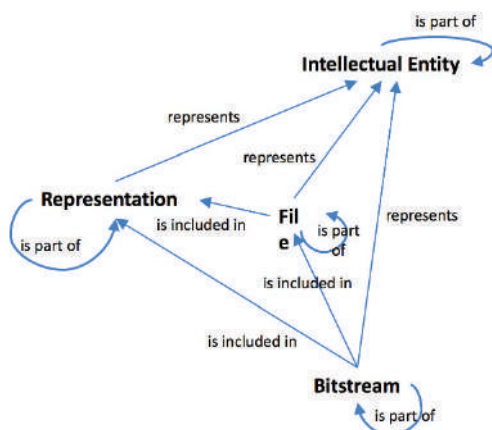 is part of
Intellectual Entity
represents
represents
Representation
Fil
e
is included in
is part of
represents
is part
of
is included in
is included in
Bitstream
is part of